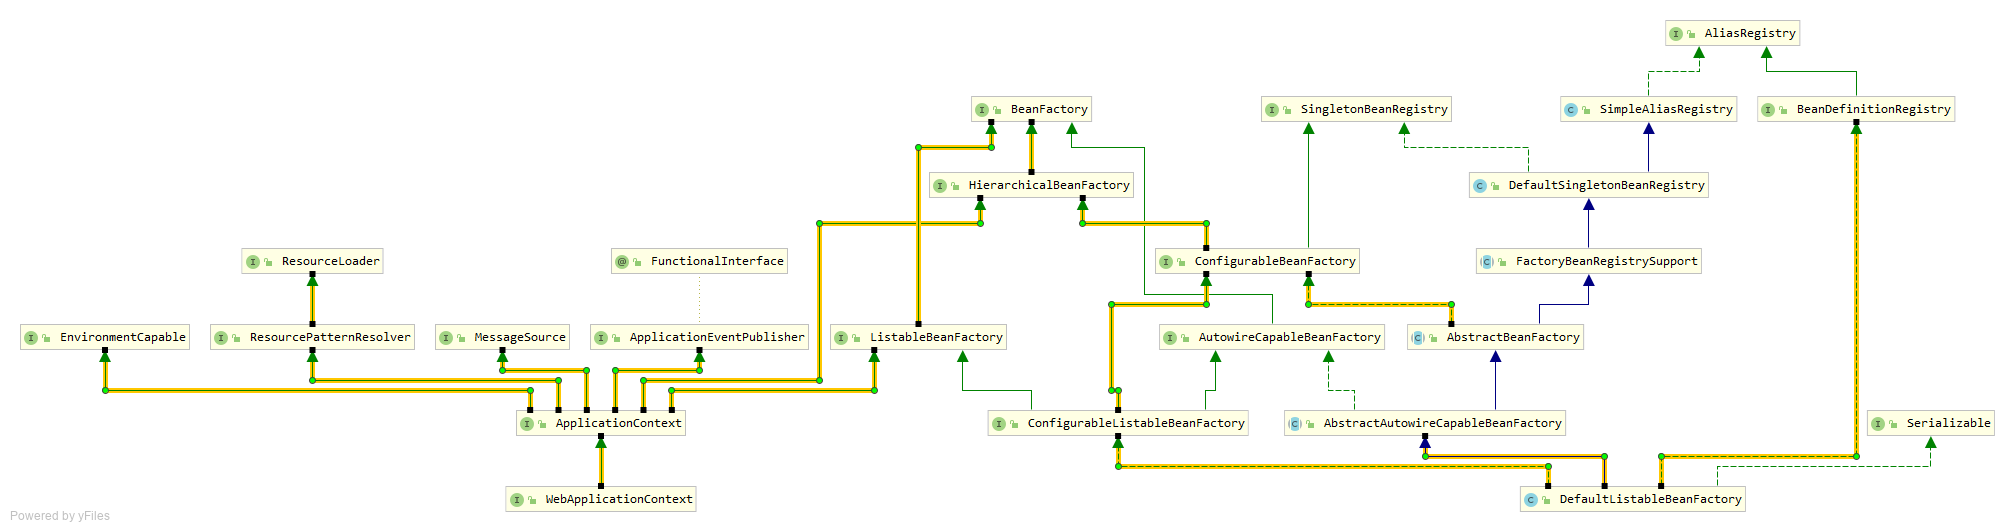 AliasRegistry
BeanFactory
SingletonBeanRegistry
SimpleAliasRegistry
BeanDefinitionRegistry
HierarchicalBeanFactory
DefaultSingletonBeanRegistry
ResourceLoader
FunctionalInterface
ConfigurableBeanFactory
FactoryBeanRegistrySupport
EnvironmentCapable
ResourcePatternResolver
MessageSource
ApplicationEventPublisher
ListableBeanFactory
AutowireCapableBeanFactory
AbstractBeanFactory
ApplicationContext
ConfigurableListableBeanFactory
AbstractAutowireCapableBeanFactory
Serializable
WebApplicationContext
DefaultListableBeanFactory
Powered by yFiles